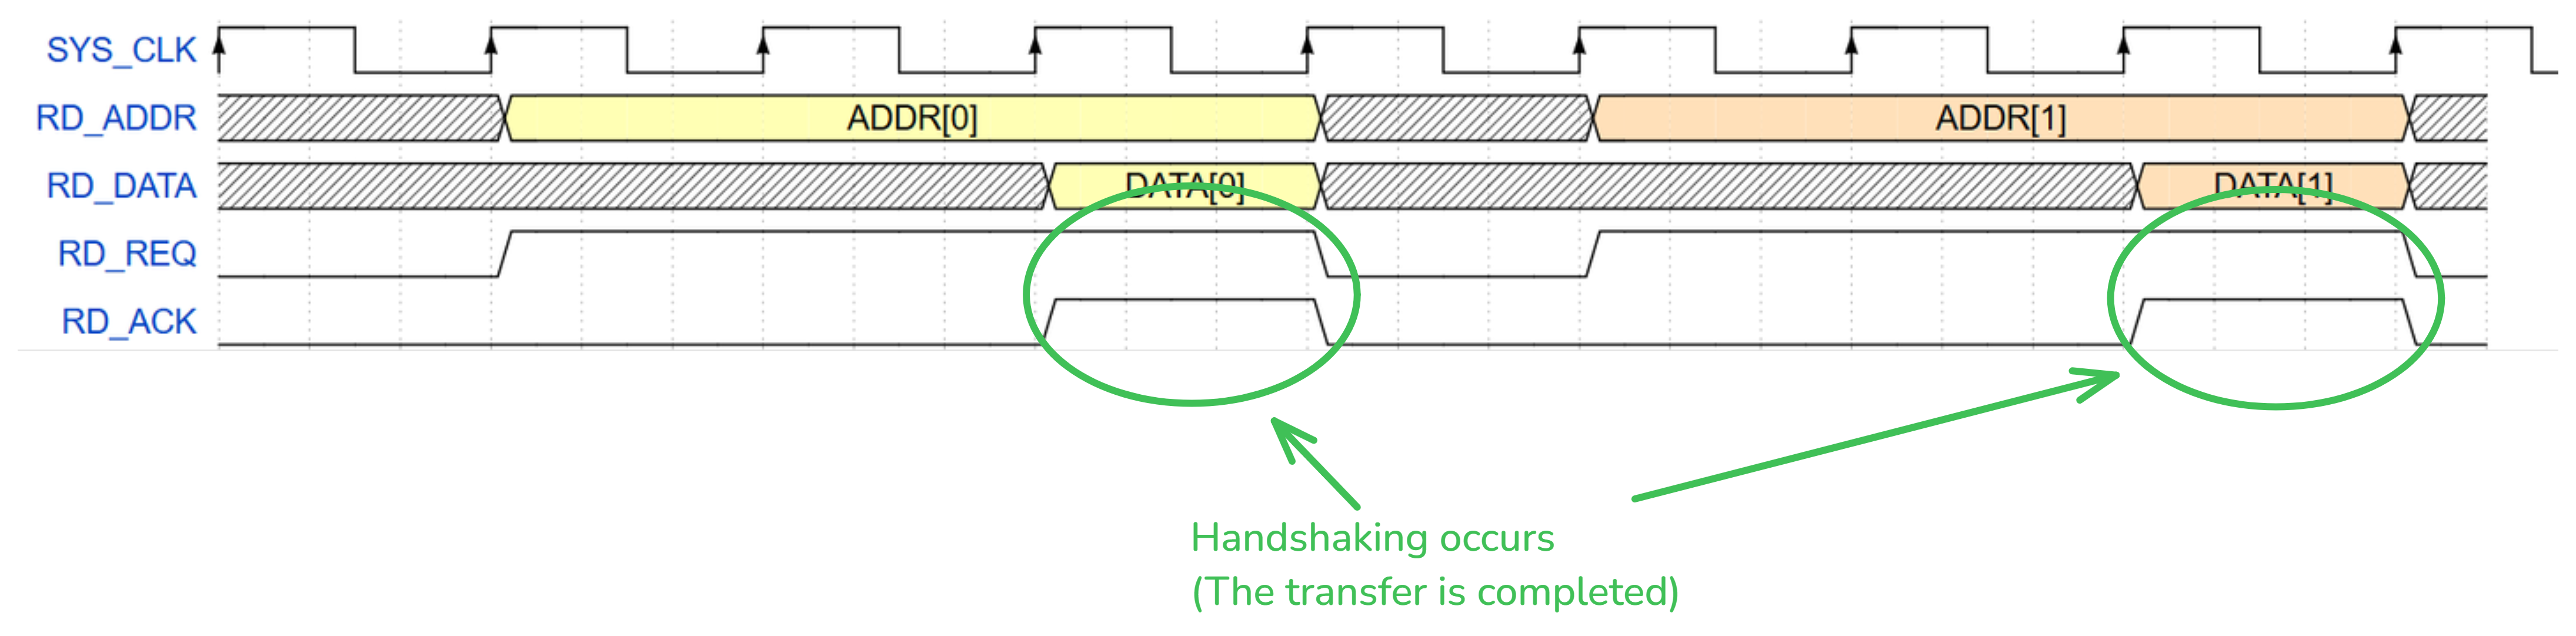 SYS_CLK
RD_ADDR ADDR[0] ADDR[1]
RD_DATA DATA[0] DATA[1]
RD_REQ
RD_ACK
Handshaking occurs
(The transfer is completed)